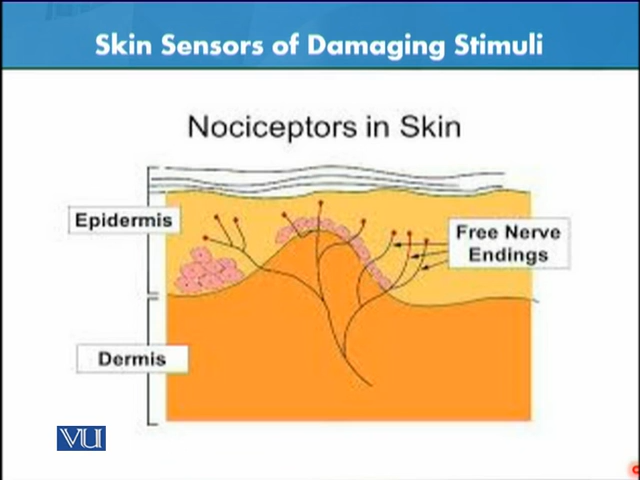 Skin Sensors of Damaging Stimuli
Nociceptors in Skin
Epidermis
Free Nerve
Endings
Dermis
VU